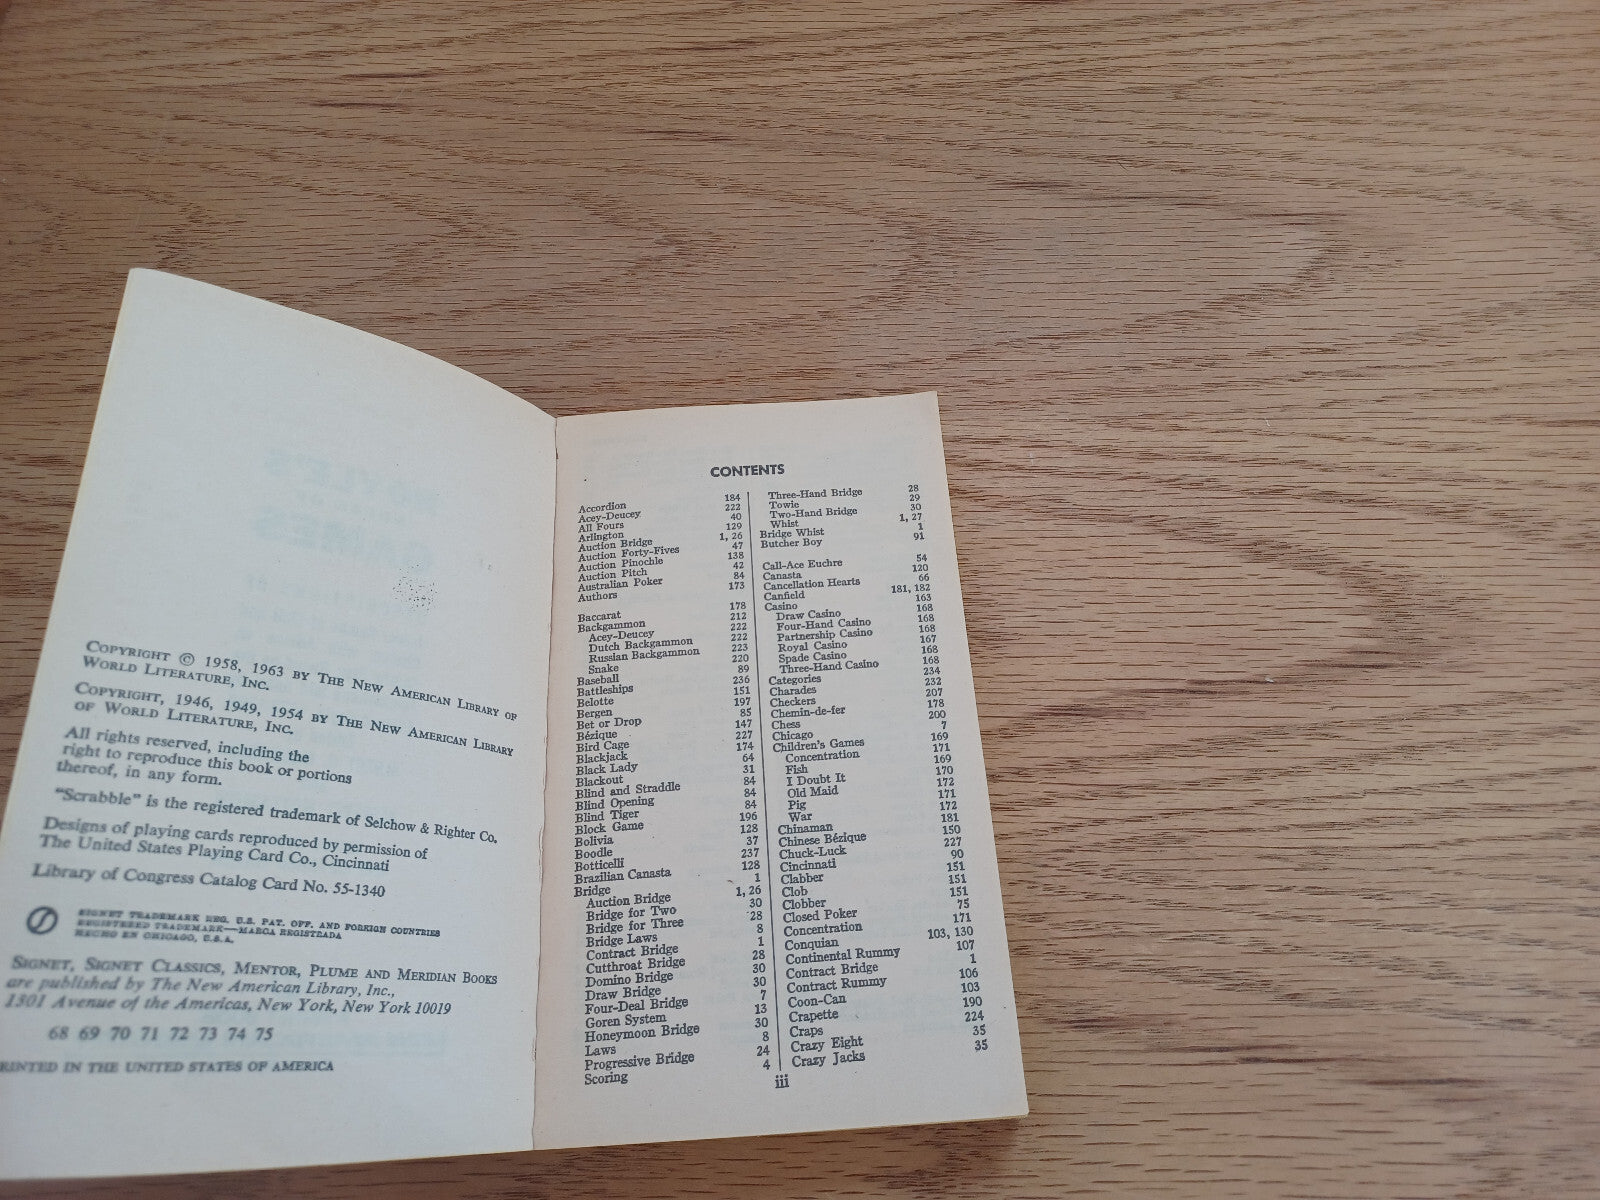 COPYRIGHT © 1958, 1963 BY THE NEW AMERICAN LIBRARY OF
WORLD LITERATURE, INC.
COPYRIGHT, 1946, 1949, 1954 BY THE NEW AMERICAN LIBRARY
OF WORLD LITERATURE, INC.
All rights reserved, including the
right to reproduce this book or portions
thereof, in any form.
"Scrabble" is the registered trademark of Selchow & Righter Co.
Designs of playing cards reproduced by permission of
The United States Playing Card Co., Cincinnati
Library of Congress Catalog Card No. 55-1340
SIGNET TRADEMARK REG. U.S. PAT. OFF. AND FOREIGN COUNTRIES
REGISTERED TRADEMARK—MARCA REGISTRADA
HECHO EN CHICAGO, U.S.A.
SIGNET, SIGNET CLASSICS, MENTOR, PLUME AND MERIDIAN BOOKS
are published by The New American Library, Inc.,
1301 Avenue of the Americas, New York, New York 10019
68 69 70 71 72 73 74 75
RINTED IN THE UNITED STATES OF AMERICA
CONTENTS
Accordion 184
Acey-Deucey 222
All Fours 40
Arlington 129
Auction Bridge 1, 26
Auction Forty-Fives 47
Auction Pinochle 138
Auction Pitch 42
Australian Poker 84
Authors 173
Baccarat 178
Backgammon 212
Acey-Deucey 222
Dutch Backgammon 222
Russian Backgammon 223
Snake 220
Baseball 89
Battleships 236
Belotte 151
Bergen 197
Bet or Drop 85
Bézique 147
Bird Cage 227
Blackjack 174
Black Lady 64
Blackout 31
Blind and Straddle 84
Blind Opening 84
Blind Tiger 84
Block Game 196
Bolivia 128
Boodle 37
Botticelli 237
Brazilian Canasta 128
Bridge 1
Auction Bridge 1, 26
Bridge for Two 30
Bridge for Three 28
Bridge Laws 8
Contract Bridge 1
Cutthroat Bridge 28
Domino Bridge 30
Draw Bridge 30
Four-Deal Bridge 7
Goren System 13
Honeymoon Bridge 30
Laws 8
Progressive Bridge 24
Scoring 4
Three-Hand Bridge 28
Towie 29
Two-Hand Bridge 30
Whist 1, 27
Bridge Whist 1
Butcher Boy 91
Call-Ace Euchre 54
Canasta 120
Cancellation Hearts 66
Canfield 181, 182
Casino 163
Draw Casino 168
Four-Hand Casino 168
Partnership Casino 168
Royal Casino 167
Spade Casino 168
Three-Hand Casino 168
Categories 234
Charades 232
Checkers 207
Chemin-de-fer 178
Chess 200
Chicago 7
Children's Games 169
Concentration 171
Fish 169
I Doubt It 170
Old Maid 172
Pig 171
War 172
Chinaman 181
Chinese Bézique 150
Chuck-Luck 227
Cincinnati 90
Clabber 151
Clob 151
Clobber 151
Closed Poker 75
Concentration 171
Conquian 103, 130
Continental Rummy 107
Contract Bridge 1
Contract Rummy 106
Coon-Can 103
Crapette 190
Craps 224
Crazy Eight 35
Crazy Jacks 35
iii